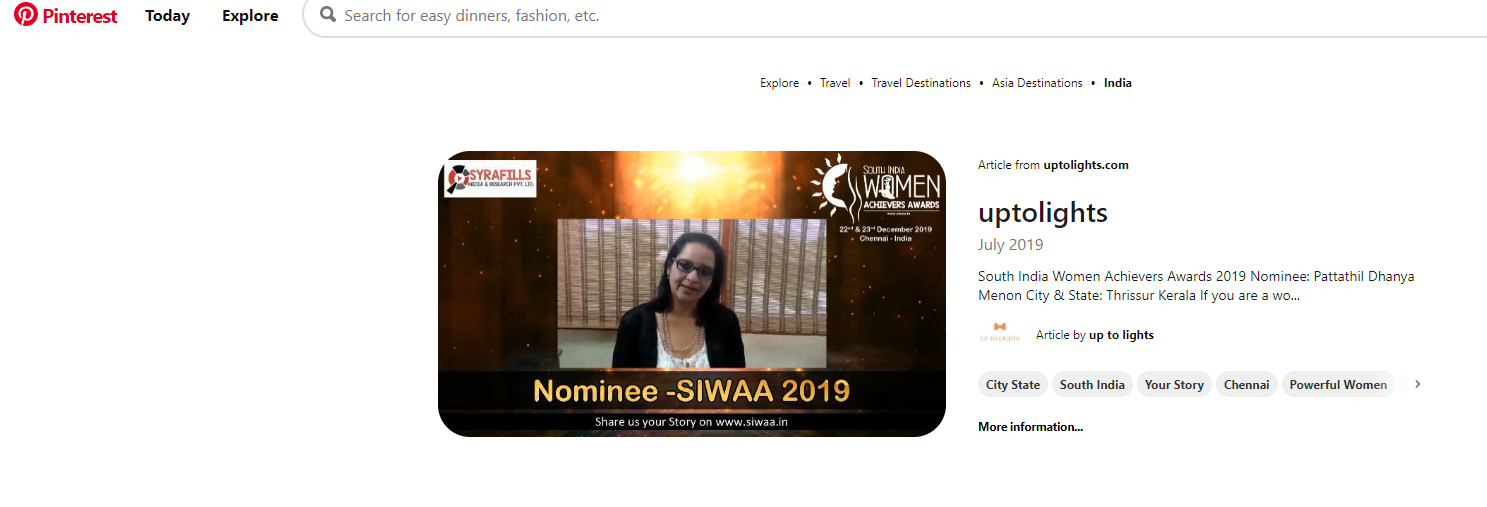 Pinterest
Today
Explore
Search for easy dinners, fashion, etc.
Explore • Travel • Travel Destinations • Asia Destinations • India
SYRAFILLS
MEDIA & RESEARCH PVT. LTD.
SOUTH INDIA
WOMEN
ACHIEVERS AWARDS
22nd & 23rd December 2019
Chennai - India
Nominee -SIWAA 2019
Share us your Story on www.siwaa.in
Article from uptolights.com
uptolights
July 2019
South India Women Achievers Awards 2019 Nominee: Pattathil Dhanya
Menon City & State: Thrissur Kerala If you are a wo...
UP TO LIGHTS
Article by up to lights
City State
South India
Your Story
Chennai
Powerful Women
More information...